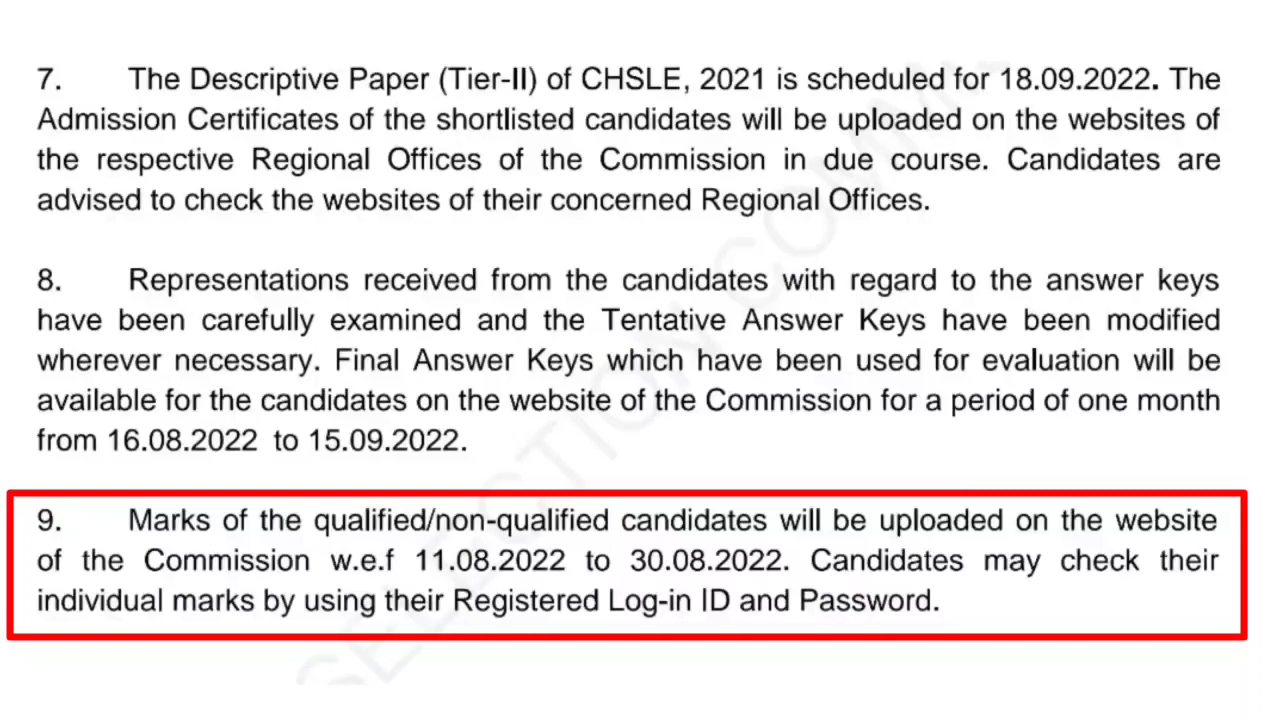 7. The Descriptive Paper (Tier-II) of CHSLE, 2021 is scheduled for 18.09.2022. The
Admission Certificates of the shortlisted candidates will be uploaded on the websites of
the respective Regional Offices of the Commission in due course. Candidates are
advised to check the websites of their concerned Regional Offices.
8. Representations received from the candidates with regard to the answer keys
have been carefully examined and the Tentative Answer Keys have been modified
wherever necessary. Final Answer Keys which have been used for evaluation will be
available for the candidates on the website of the Commission for a period of one month
from 16.08.2022 to 15.09.2022.
9. Marks of the qualified/non-qualified candidates will be uploaded on the website
of the Commission w.e.f 11.08.2022 to 30.08.2022. Candidates may check their
individual marks by using their Registered Log-in ID and Password.
SELECTION